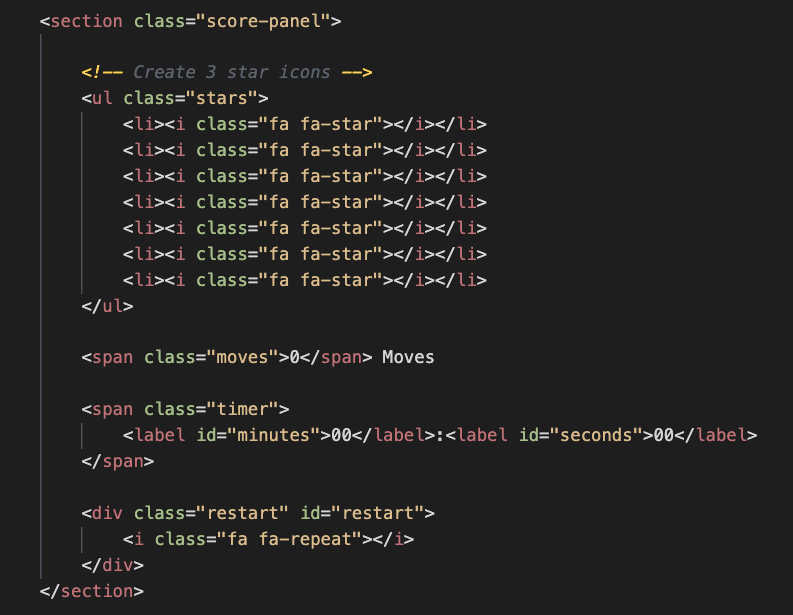 <section class="score-panel">
<!-- Create 3 star icons -->
<ul class="stars">
<li><i class="fa fa-star"></i></li>
<li><i class="fa fa-star"></i></li>
<li><i class="fa fa-star"></i></li>
<li><i class="fa fa-star"></i></li>
<li><i class="fa fa-star"></i></li>
<li><i class="fa fa-star"></i></li>
<li><i class="fa fa-star"></i></li>
</ul>
<span class="moves">0</span> Moves
<span class="timer">
<label id="minutes">00</label>:<label id="seconds">00</label>
</span>
<div class="restart" id="restart">
<i class="fa fa-repeat"></i>
</div>
</section>